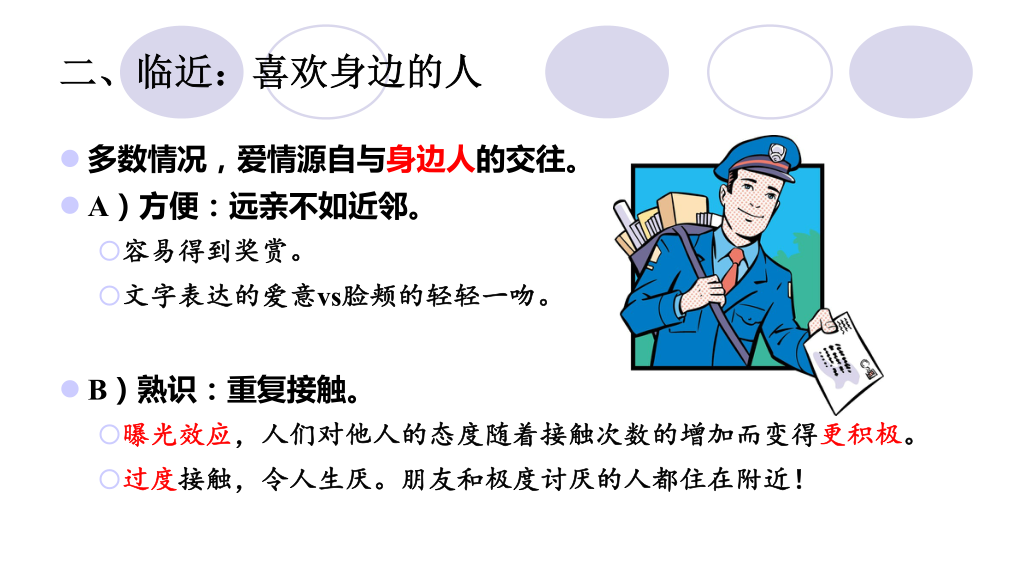 二、临近：喜欢身边的人
多数情况，爱情源自与身边人的交往。
A）方便：远亲不如近邻。
容易得到奖赏。
文字表达的爱意vs脸颊的轻轻一吻。
B）熟识：重复接触。
曝光效应，人们对他人的态度随着接触次数的增加而变得更积极。
过度接触，令人生厌。朋友和极度讨厌的人都住在附近！